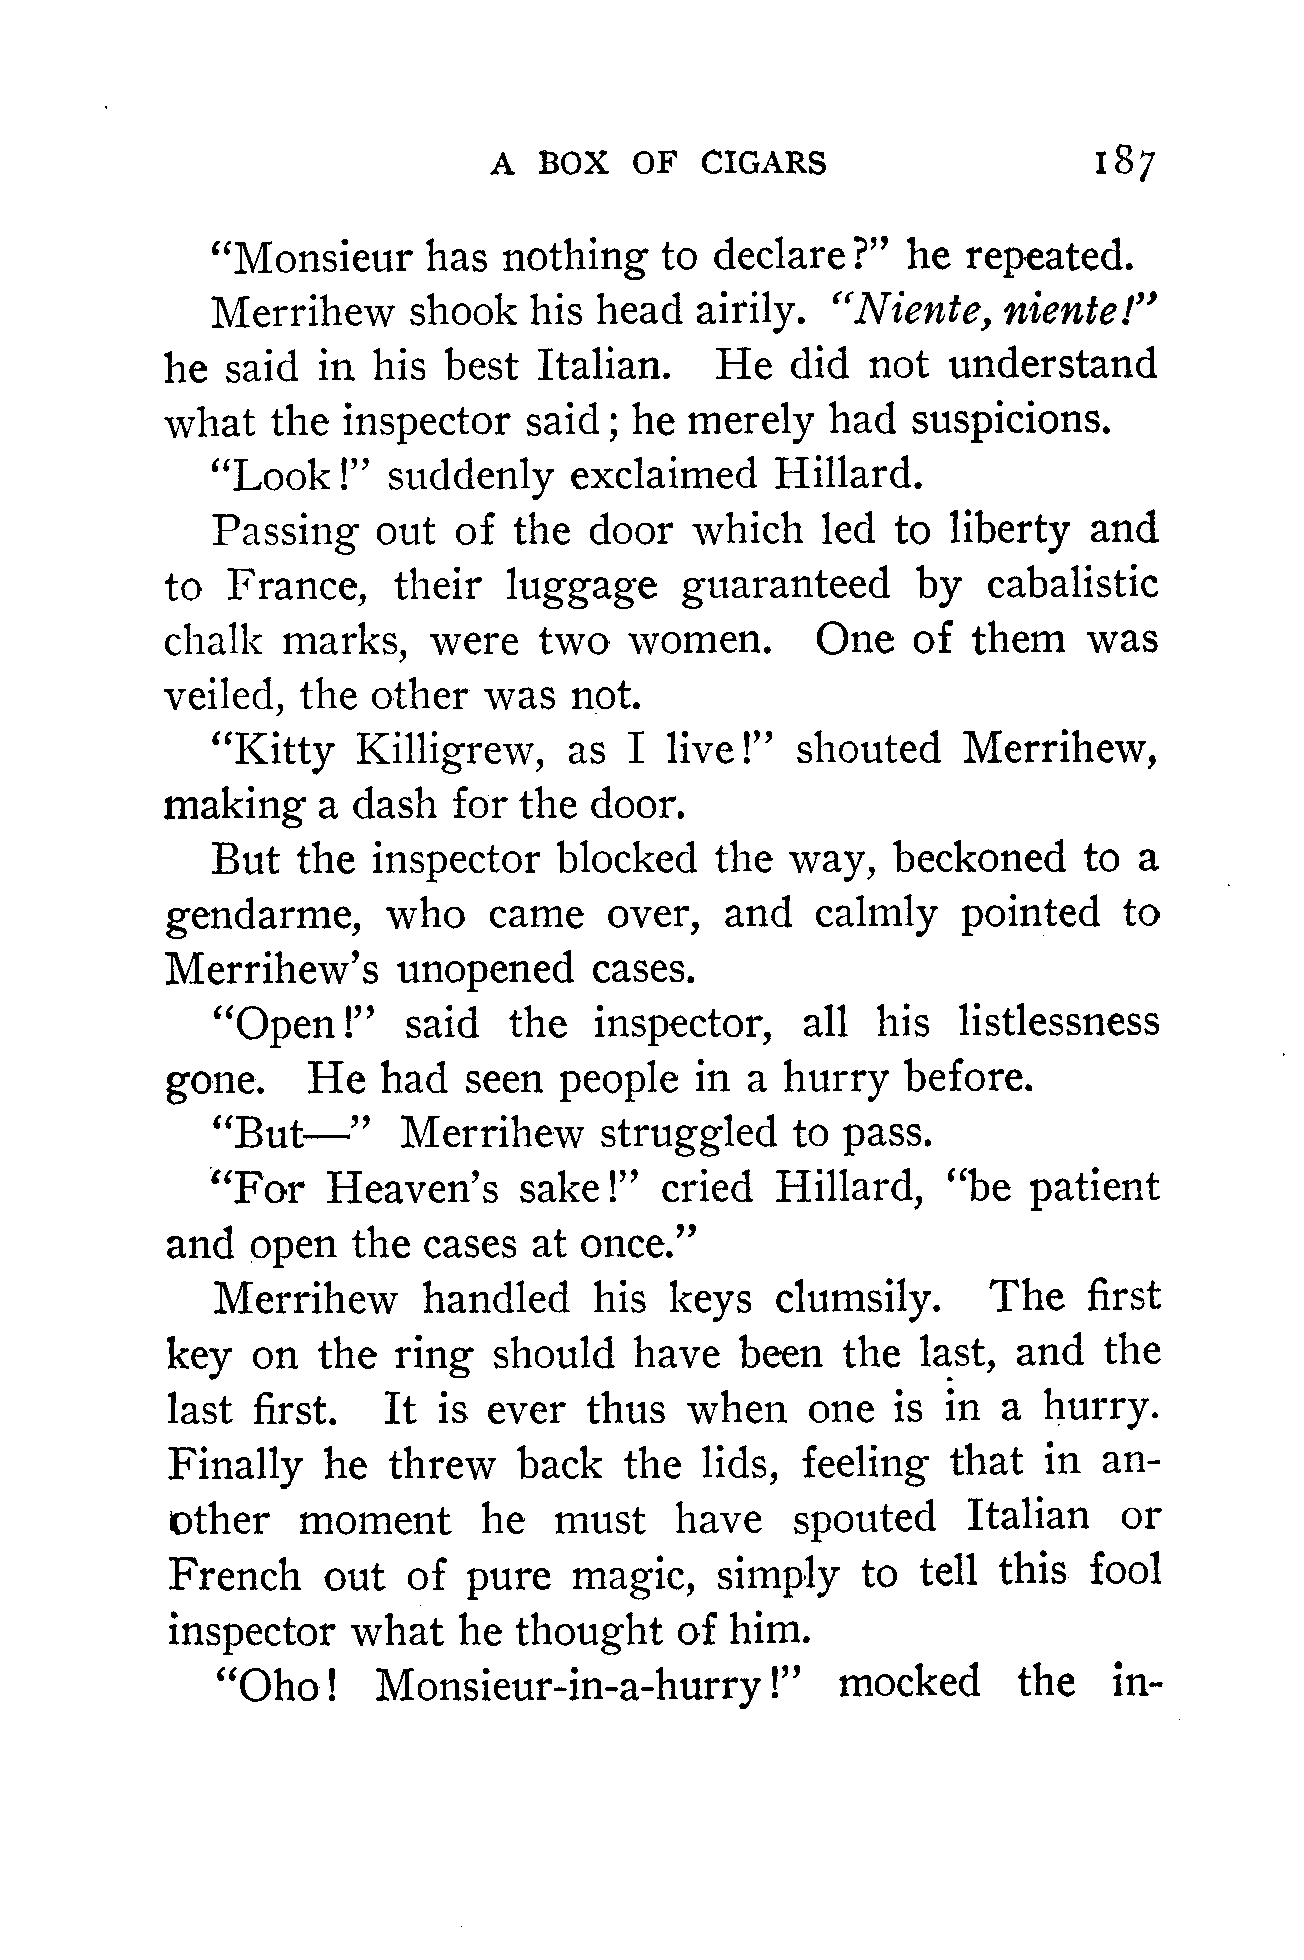 A BOX OF CIGARS 187
“Monsieur has nothing to declare?” he repeated.
Merrihew shook his head airily. “Niente, niente!”
he said in his best Italian. He did not understand
what the inspector said; he merely had suspicions.
“Look!” suddenly exclaimed Hillard.
Passing out of the door which led to liberty and
to France, their luggage guaranteed by cabalistic
chalk marks, were two women. One of them was
veiled, the other was not.
“Kitty Killigrew, as I live!” shouted Merrihew,
making a dash for the door.
But the inspector blocked the way, beckoned to a
gendarme, who came over, and calmly pointed to
Merrihew’s unopened cases.
“Open!” said the inspector, all his listlessness
gone. He had seen people in a hurry before.
“But—” Merrihew struggled to pass.
“For Heaven’s sake!” cried Hillard, “be patient
and open the cases at once.”
Merrihew handled his keys clumsily. The first
key on the ring should have been the last, and the
last first. It is ever thus when one is in a hurry.
Finally he threw back the lids, feeling that in an-
other moment he must have spouted Italian or
French out of pure magic, simply to tell this fool
inspector what he thought of him.
“Oho! Monsieur-in-a-hurry!” mocked the in-